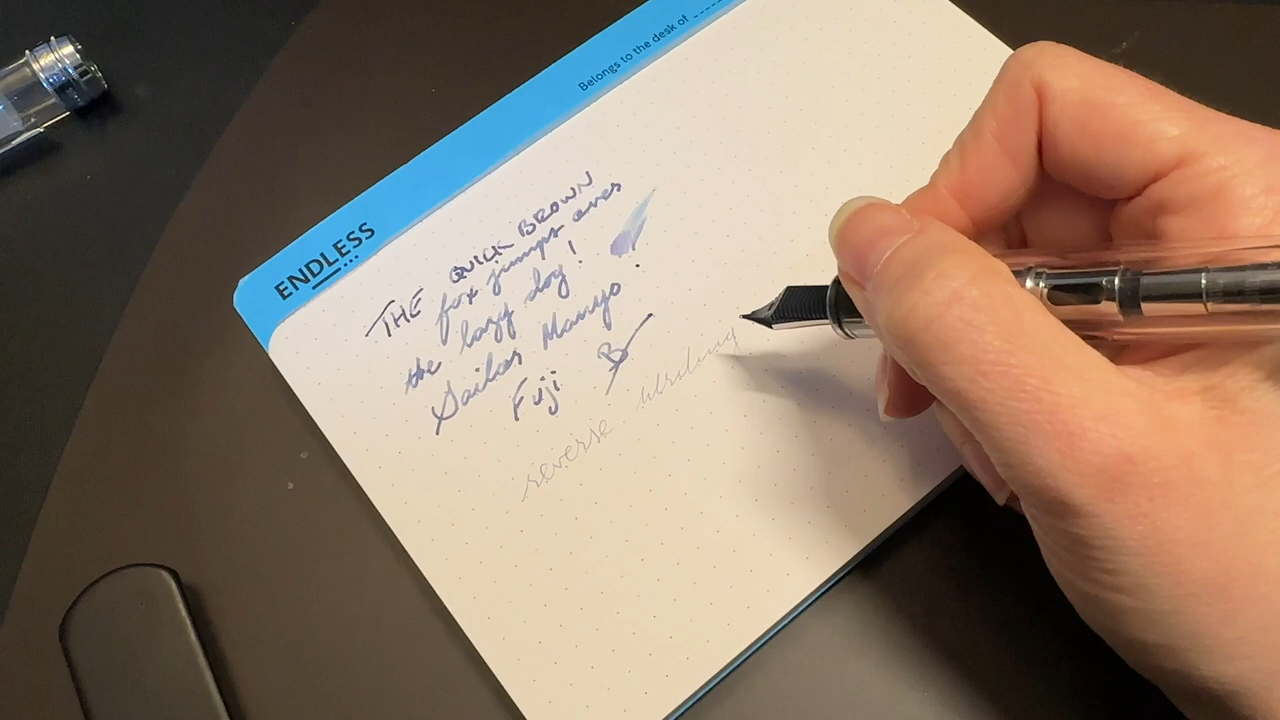 Belongs to the desk of
ENDLESS
THE QUICK BROWN
fox jumps over
the lazy dog!
Sailor Manyo
Fuji B
reverse writing